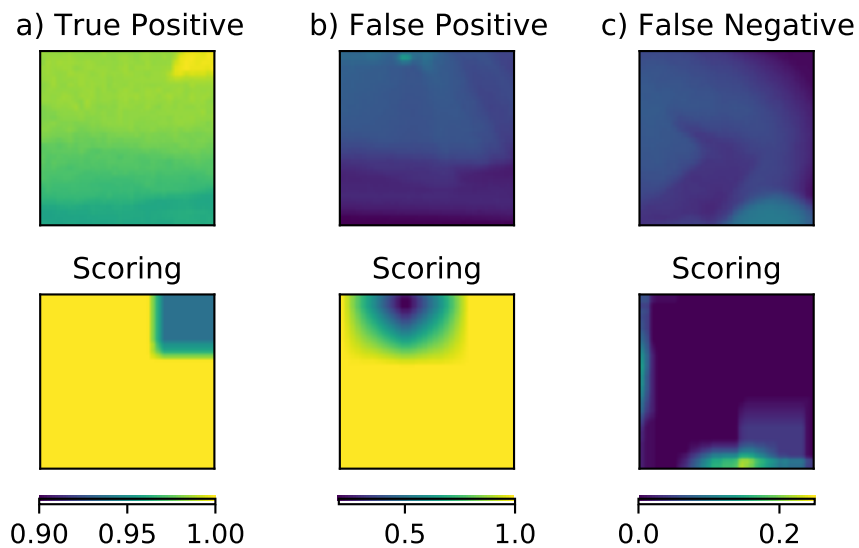 a) True Positive b) False Positive c) False Negative
Scoring Scoring Scoring
0.90 0.95 1.00 0.5 1.0 0.0 0.2